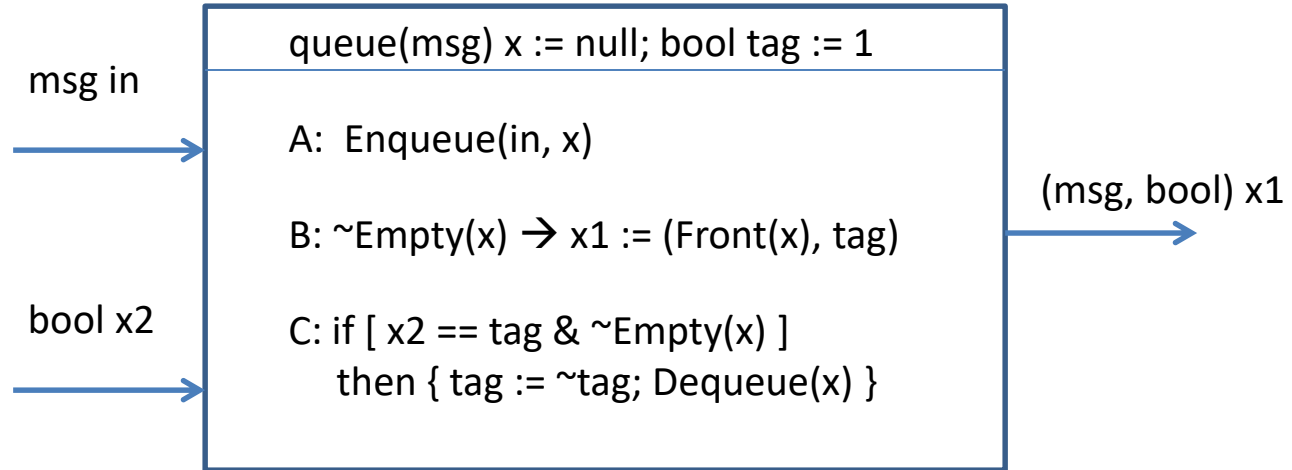 queue(msg) x := null; bool tag := 1
msg in
A: Enqueue(in, x)
(msg, bool) x1
B: ~Empty(x) → x1 := (Front(x), tag)
bool x2
C: if [ x2 == tag & ~Empty(x) ]
then { tag := ~tag; Dequeue(x) }